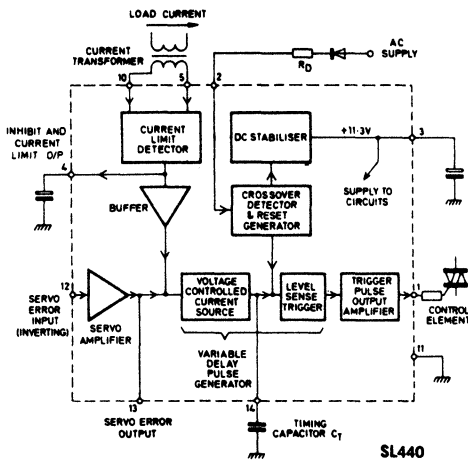 LOAD CURRENT
CURRENT
TRANSFORMER
10
5
2
R_D
AC
SUPPLY
INHIBIT AND
CURRENT
LIMIT O/P
4
CURRENT
LIMIT
DETECTOR
DC
STABILISER
+11·3V
3
SUPPLY TO
CIRCUITS
BUFFER
CROSSOVER
DETECTOR
& RESET
GENERATOR
12
SERVO
ERROR
INPUT
(INVERTING)
SERVO
AMPLIFIER
VOLTAGE
CONTROLLED
CURRENT
SOURCE
LEVEL
SENSE
TRIGGER
TRIGGER
PULSE
OUTPUT
AMPLIFIER
1
CONTROL
ELEMENT
VARIABLE
DELAY
PULSE
GENERATOR
11
13
14
SERVO ERROR
OUTPUT
TIMING
CAPACITOR C_T
SL440